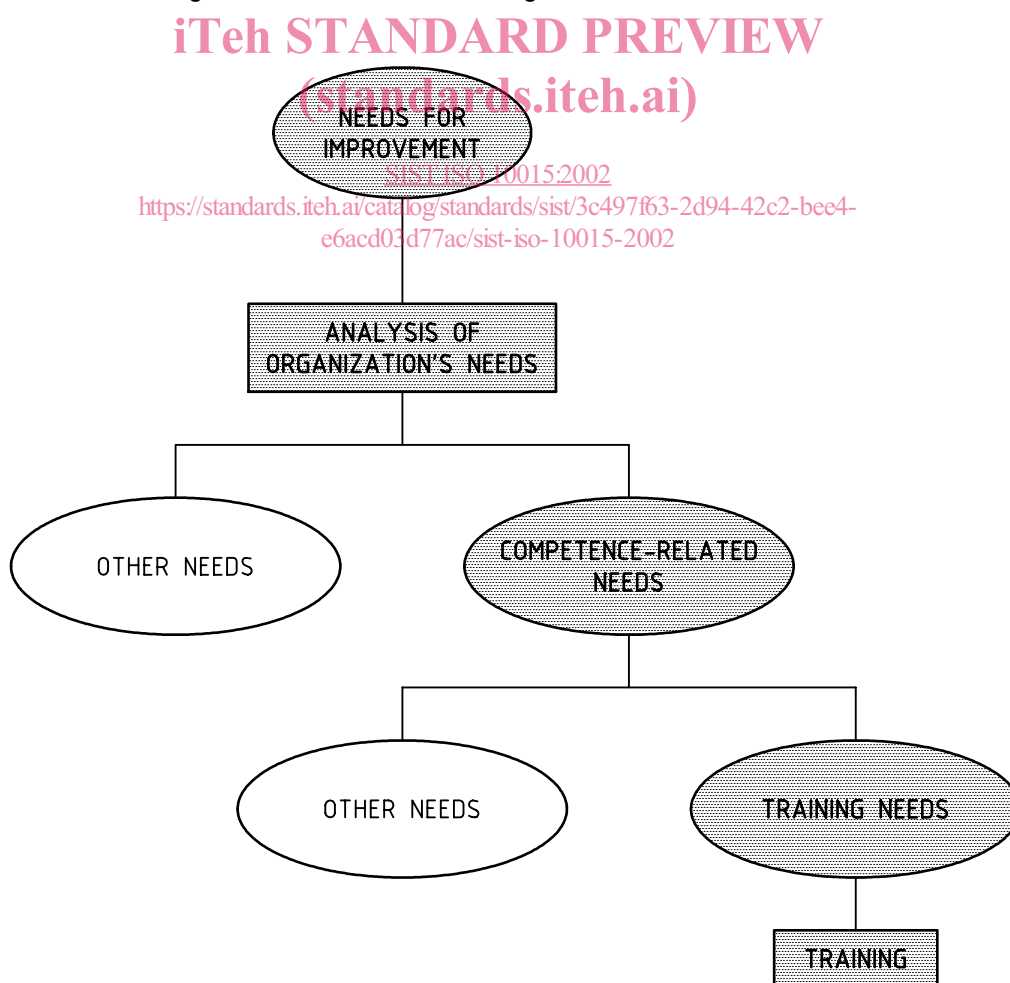 iTeh STANDARD PREVIEW
(standards.iteh.ai)
NEEDS FOR
IMPROVEMENT
SIST ISO 10015:2002
https://standards.iteh.ai/catalog/standards/sist/3c497f63-2d94-42c2-bee4-
e6acd03d77ac/sist-iso-10015-2002
ANALYSIS OF
ORGANIZATION'S NEEDS
OTHER NEEDS
COMPETENCE-RELATED
NEEDS
OTHER NEEDS
TRAINING NEEDS
TRAINING